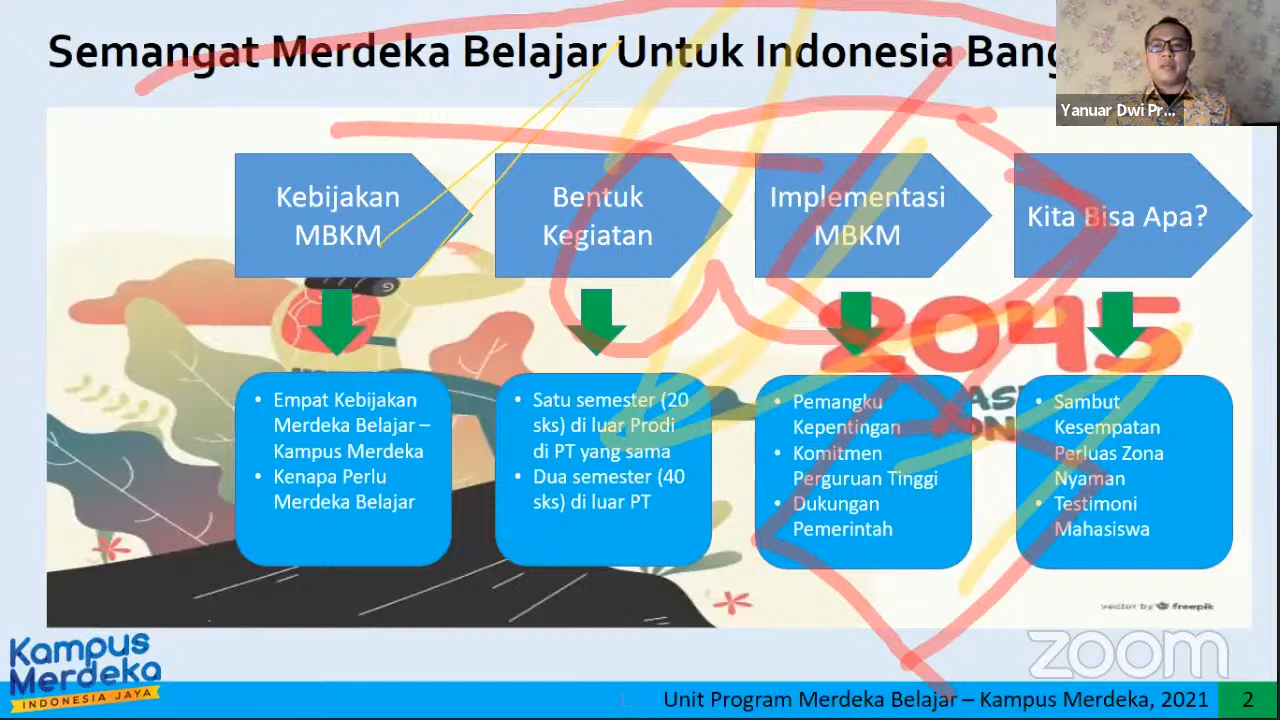 Semangat Merdeka Belajar Untuk Indonesia Bang
Yanuar Dwi Pr...
Kebijakan
MBKM
Bentuk
Kegiatan
Implementasi
MBKM
Kita Bisa Apa?
2045
• Empat Kebijakan
Merdeka Belajar –
Kampus Merdeka
• Kenapa Perlu
Merdeka Belajar
• Satu semester (20
sks) di luar Prodi
di PT yang sama
• Dua semester (40
sks) di luar PT
• Pemangku
Kepentingan
• Komitmen
Perguruan Tinggi
• Dukungan
Pemerintah
• Sambut
Kesempatan
Perluas Zona
Nyaman
• Testimoni
Mahasiswa
vector by freepik
zoom
Kampus
Merdeka
INDONESIA JAYA
1. Unit Program Merdeka Belajar – Kampus Merdeka, 2021 2